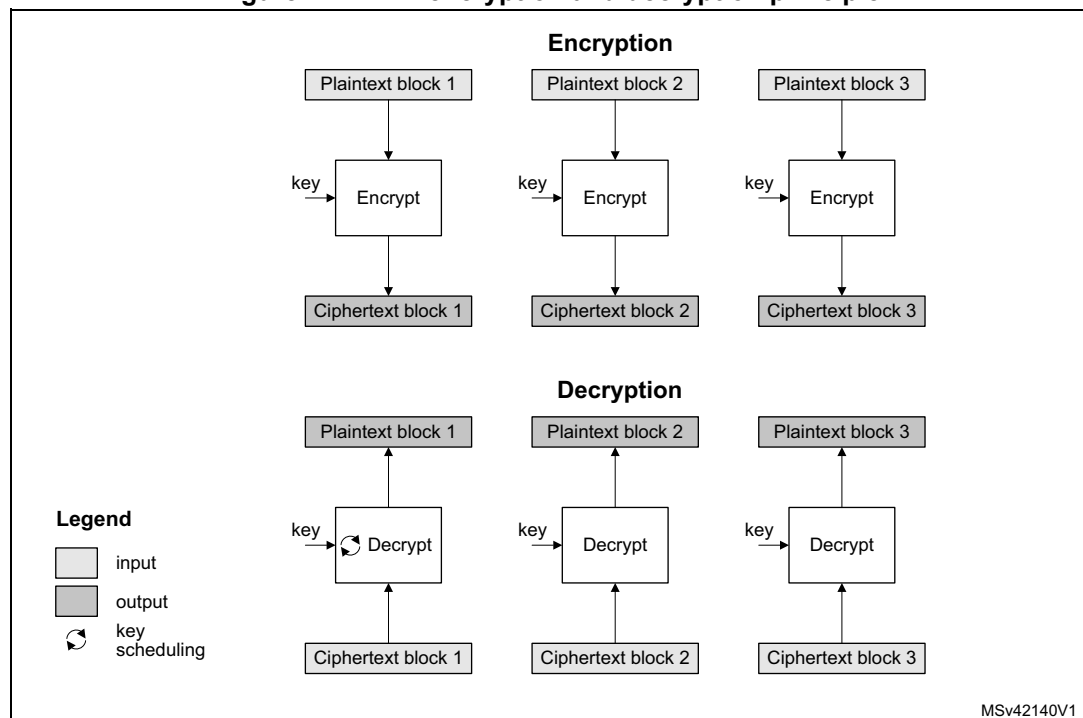 Encryption
Plaintext block 1 Plaintext block 2 Plaintext block 3
key Encrypt key Encrypt key Encrypt
Ciphertext block 1 Ciphertext block 2 Ciphertext block 3
Decryption
Plaintext block 1 Plaintext block 2 Plaintext block 3
Legend
key Decrypt key Decrypt key Decrypt
input
output
key
scheduling
Ciphertext block 1 Ciphertext block 2 Ciphertext block 3
MSv42140V1